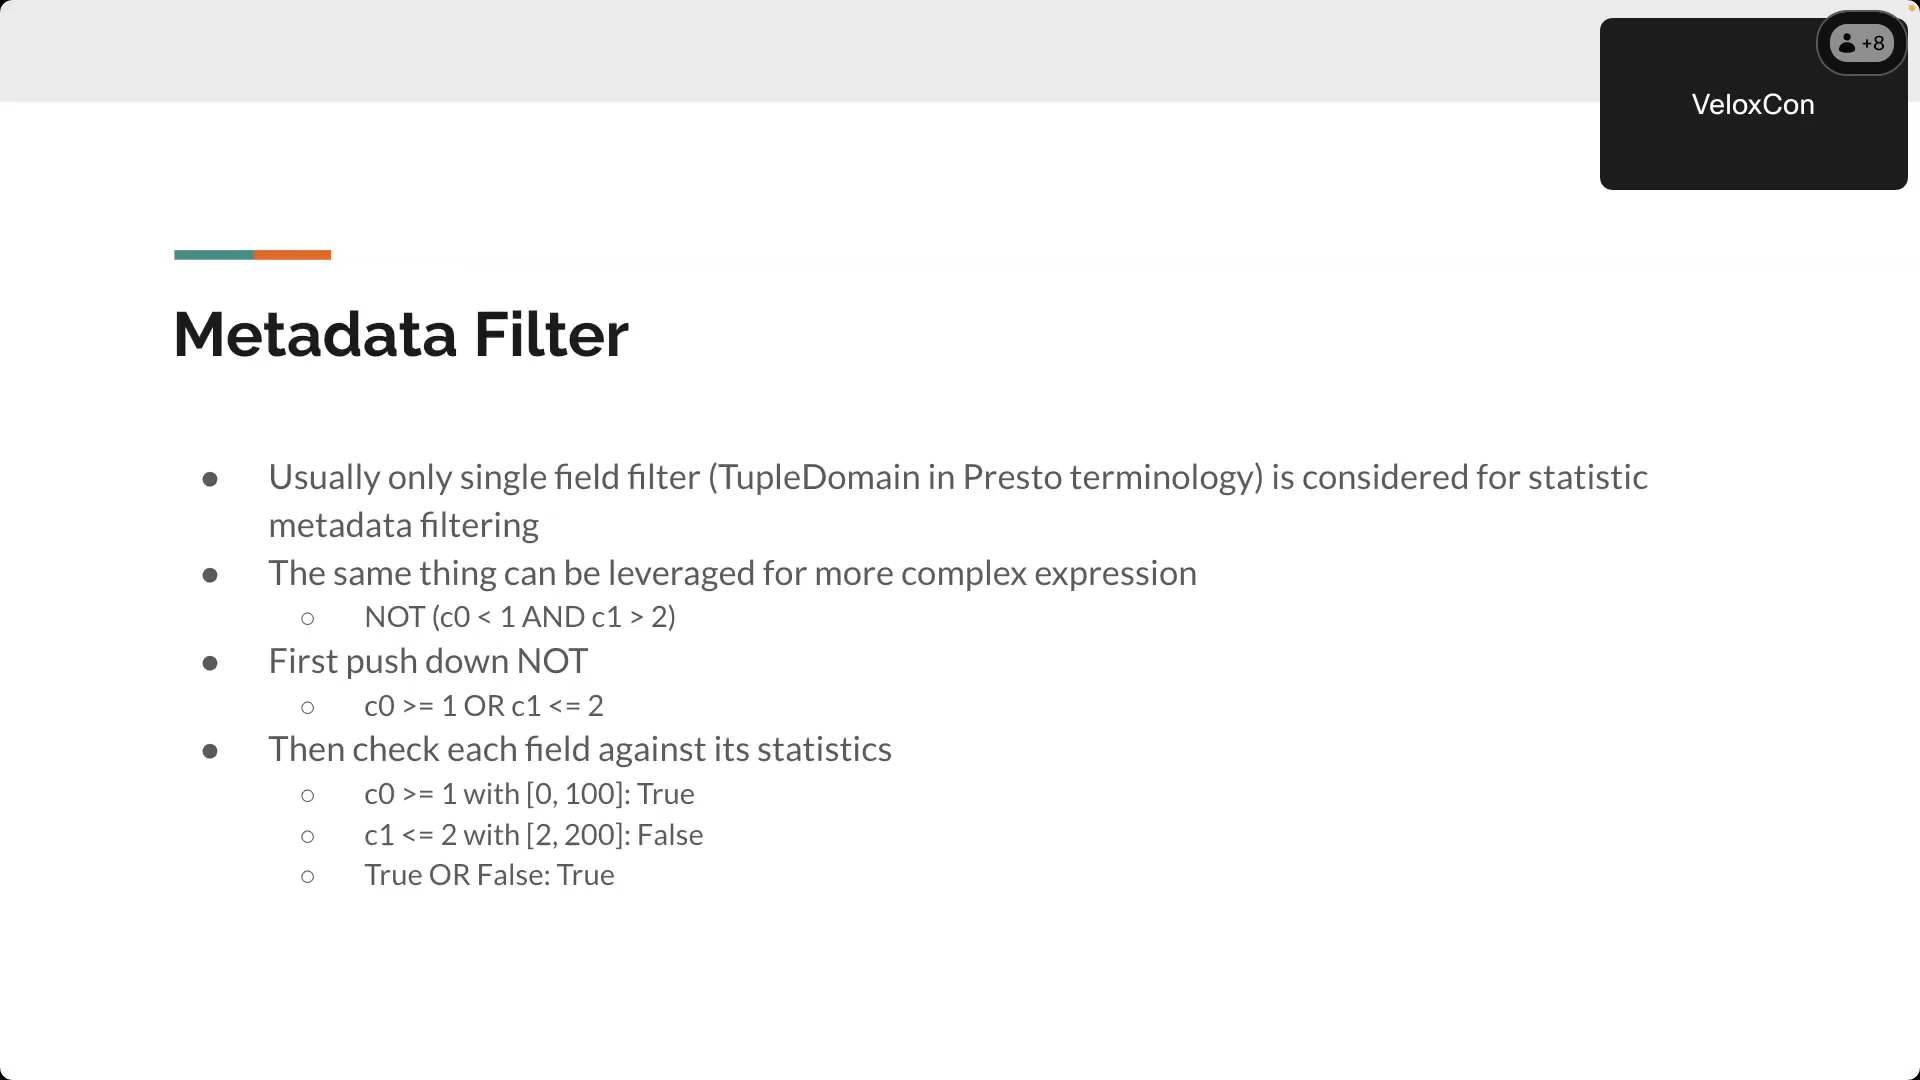 +8
VeloxCon
Metadata Filter
● Usually only single field filter (TupleDomain in Presto terminology) is considered for statistic
metadata filtering
● The same thing can be leveraged for more complex expression
○ NOT (c0 < 1 AND c1 > 2)
● First push down NOT
○ c0 >= 1 OR c1 <= 2
● Then check each field against its statistics
○ c0 >= 1 with [0, 100]: True
○ c1 <= 2 with [2, 200]: False
○ True OR False: True